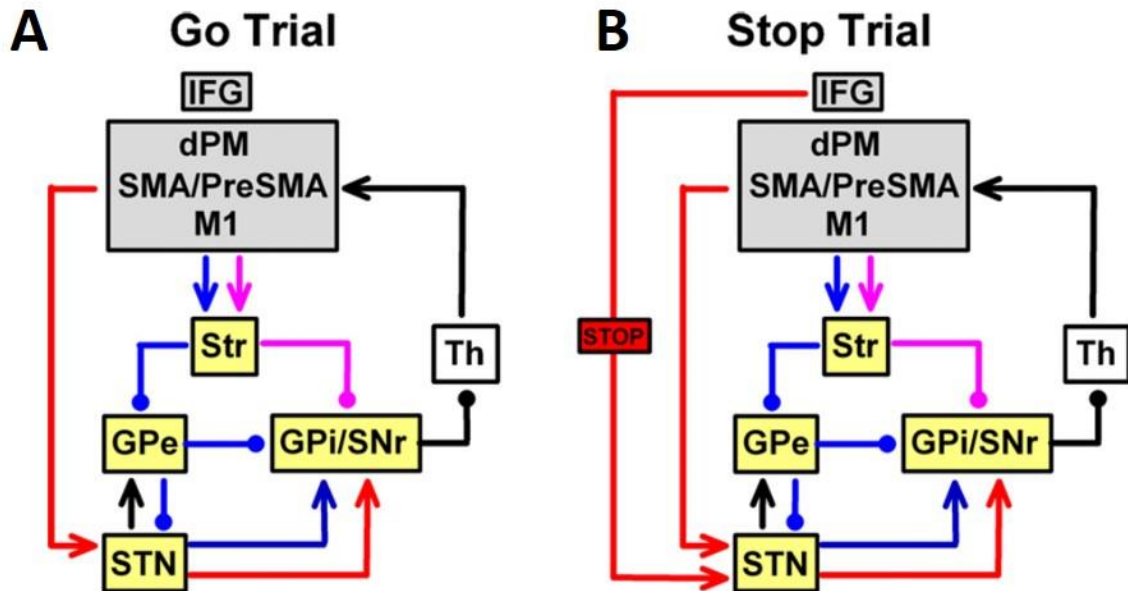 A Go Trial
IFG
dPM
SMA/PreSMA
M1
Str
Th
GPe
GPi/SNr
STN
B Stop Trial
IFG
dPM
SMA/PreSMA
M1
STOP
Str
Th
GPe
GPi/SNr
STN